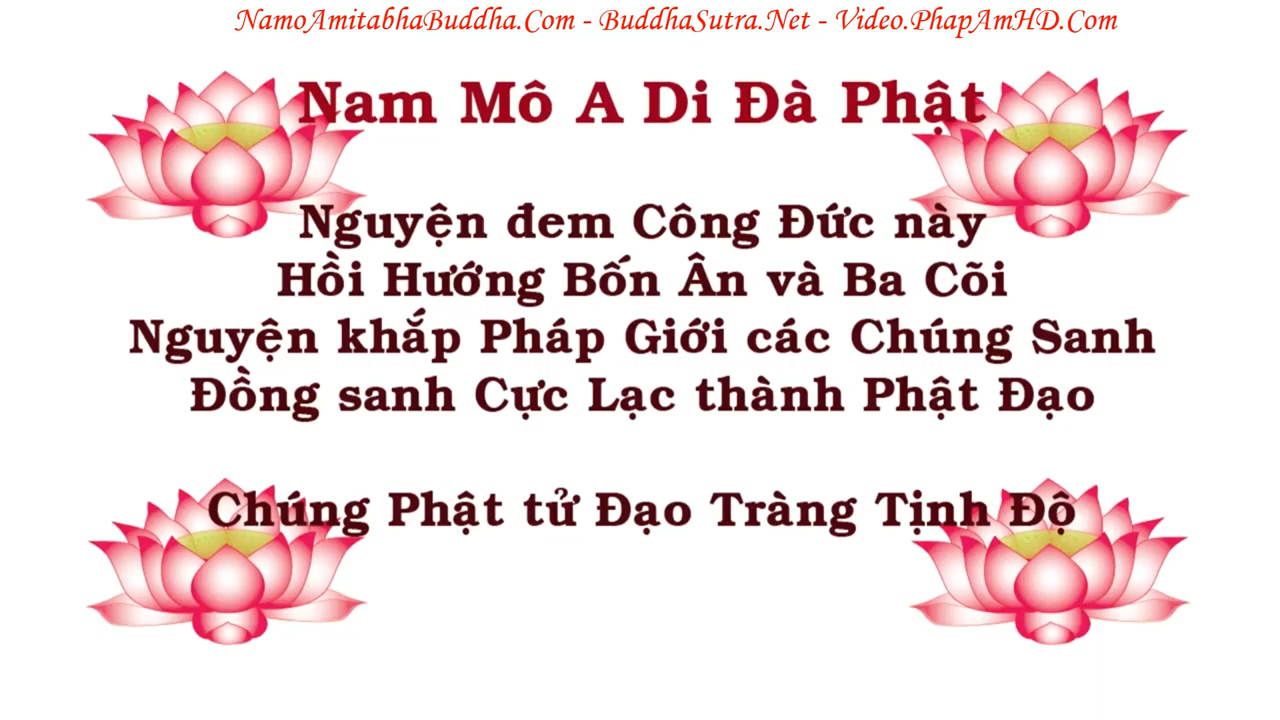 NamoAmitabhaBuddha.Com - BuddhaSutra.Net - Video.PhapAmHD.Com
Nam Mô A Di Đà Phật
Nguyện đem Công Đức này
Hồi Hướng Bốn Ân và Ba Cõi
Nguyện khắp Pháp Giới các Chúng Sanh
Đồng sanh Cực Lạc thành Phật Đạo
Chúng Phật tử Đạo Tràng Tịnh Độ